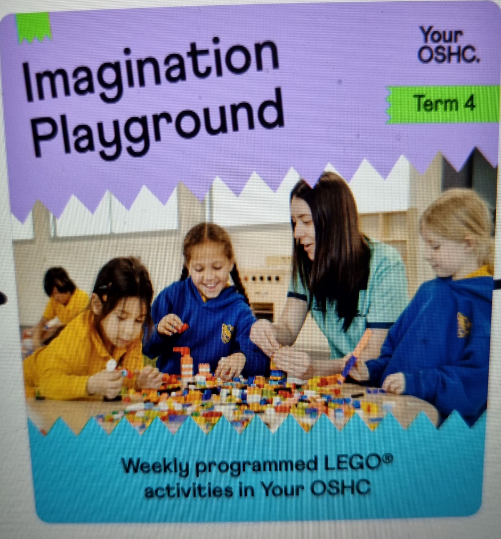 Imagination
Playground
Your
OSHC.
Term 4
Weekly programmed LEGO®
activities in Your OSHC